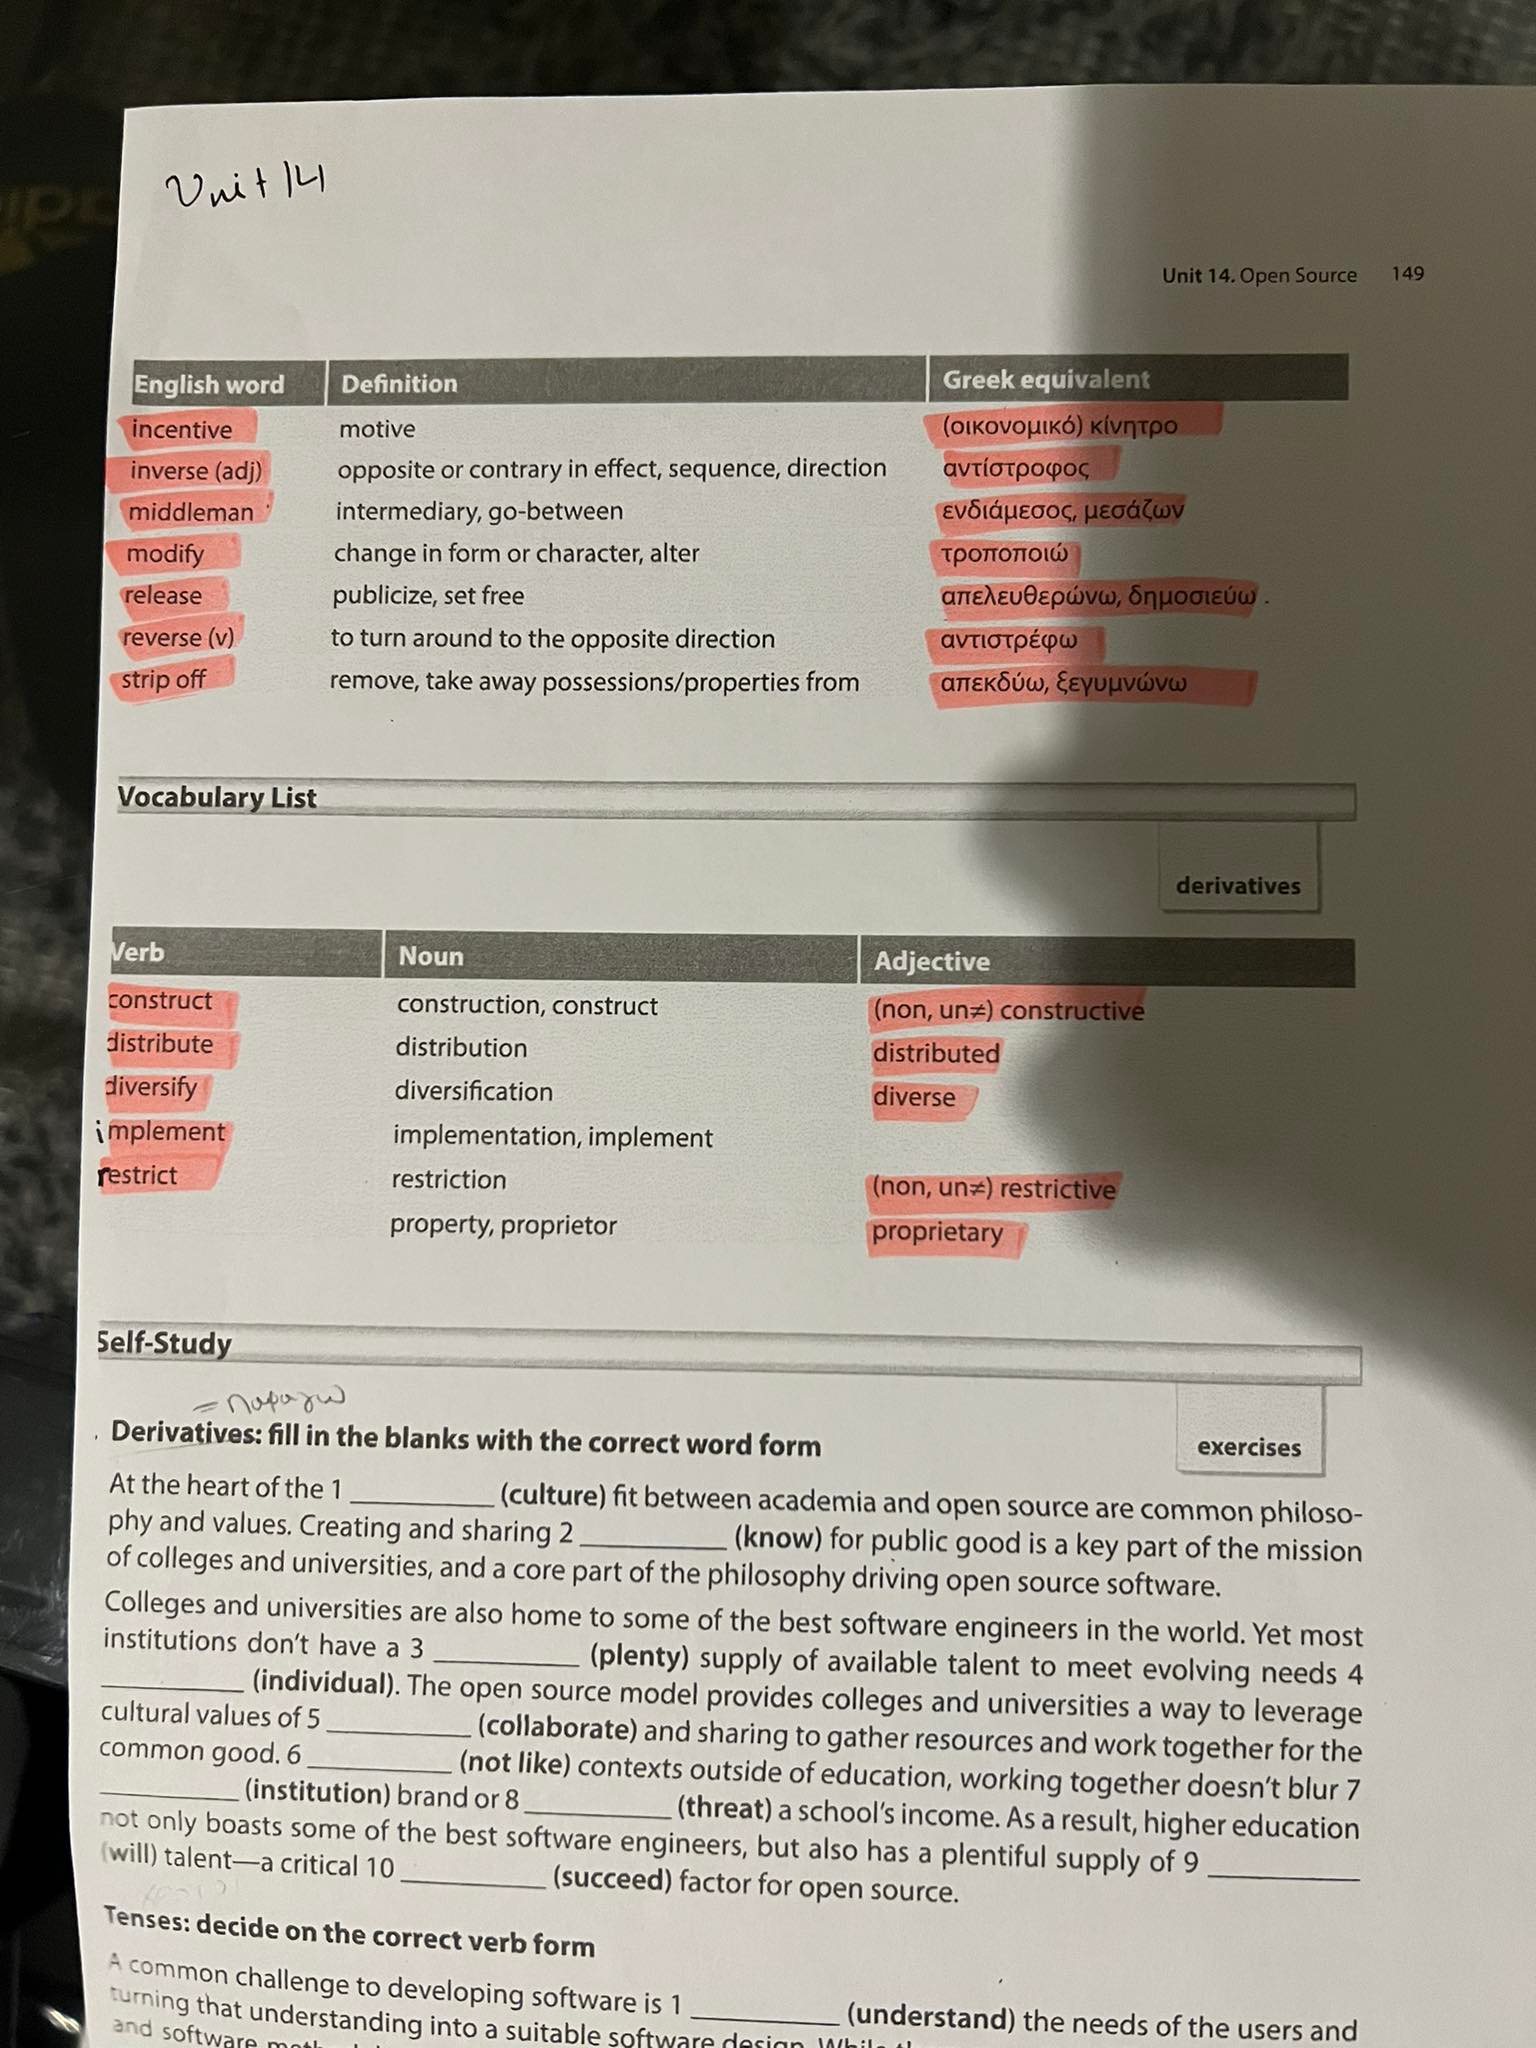 Unit 14
Unit 14. Open Source 149
English word Definition Greek equivalent
incentive motive (οικονομικό) κίνητρο
inverse (adj) opposite or contrary in effect, sequence, direction αντίστροφος
middleman intermediary, go-between ενδιάμεσος, μεσάζων
modify change in form or character, alter τροποποιώ
release publicize, set free απελευθερώνω, δημοσιεύω .
reverse (v) to turn around to the opposite direction αντιστρέφω
strip off remove, take away possessions/properties from απεκδύω, ξεγυμνώνω
Vocabulary List
derivatives
Verb Noun Adjective
construct construction, construct (non, un≠) constructive
distribute distribution distributed
diversify diversification diverse
implement implementation, implement
restrict restriction (non, un≠) restrictive
property, proprietor proprietary
Self-Study
exercises
= παραγω
Derivatives: fill in the blanks with the correct word form
At the heart of the 1 __________ (culture) fit between academia and open source are common philoso-
phy and values. Creating and sharing 2 __________ (know) for public good is a key part of the mission
of colleges and universities, and a core part of the philosophy driving open source software.
Colleges and universities are also home to some of the best software engineers in the world. Yet most
institutions don't have a 3 __________ (plenty) supply of available talent to meet evolving needs 4
__________ (individual). The open source model provides colleges and universities a way to leverage
cultural values of 5 __________ (collaborate) and sharing to gather resources and work together for the
common good. 6 __________ (not like) contexts outside of education, working together doesn't blur 7
__________ (institution) brand or 8 __________ (threat) a school's income. As a result, higher education
not only boasts some of the best software engineers, but also has a plentiful supply of 9 __________
(will) talent—a critical 10 __________ (succeed) factor for open source.
Tenses: decide on the correct verb form
A common challenge to developing software is 1 __________ (understand) the needs of the users and
turning that understanding into a suitable software design. While
and software